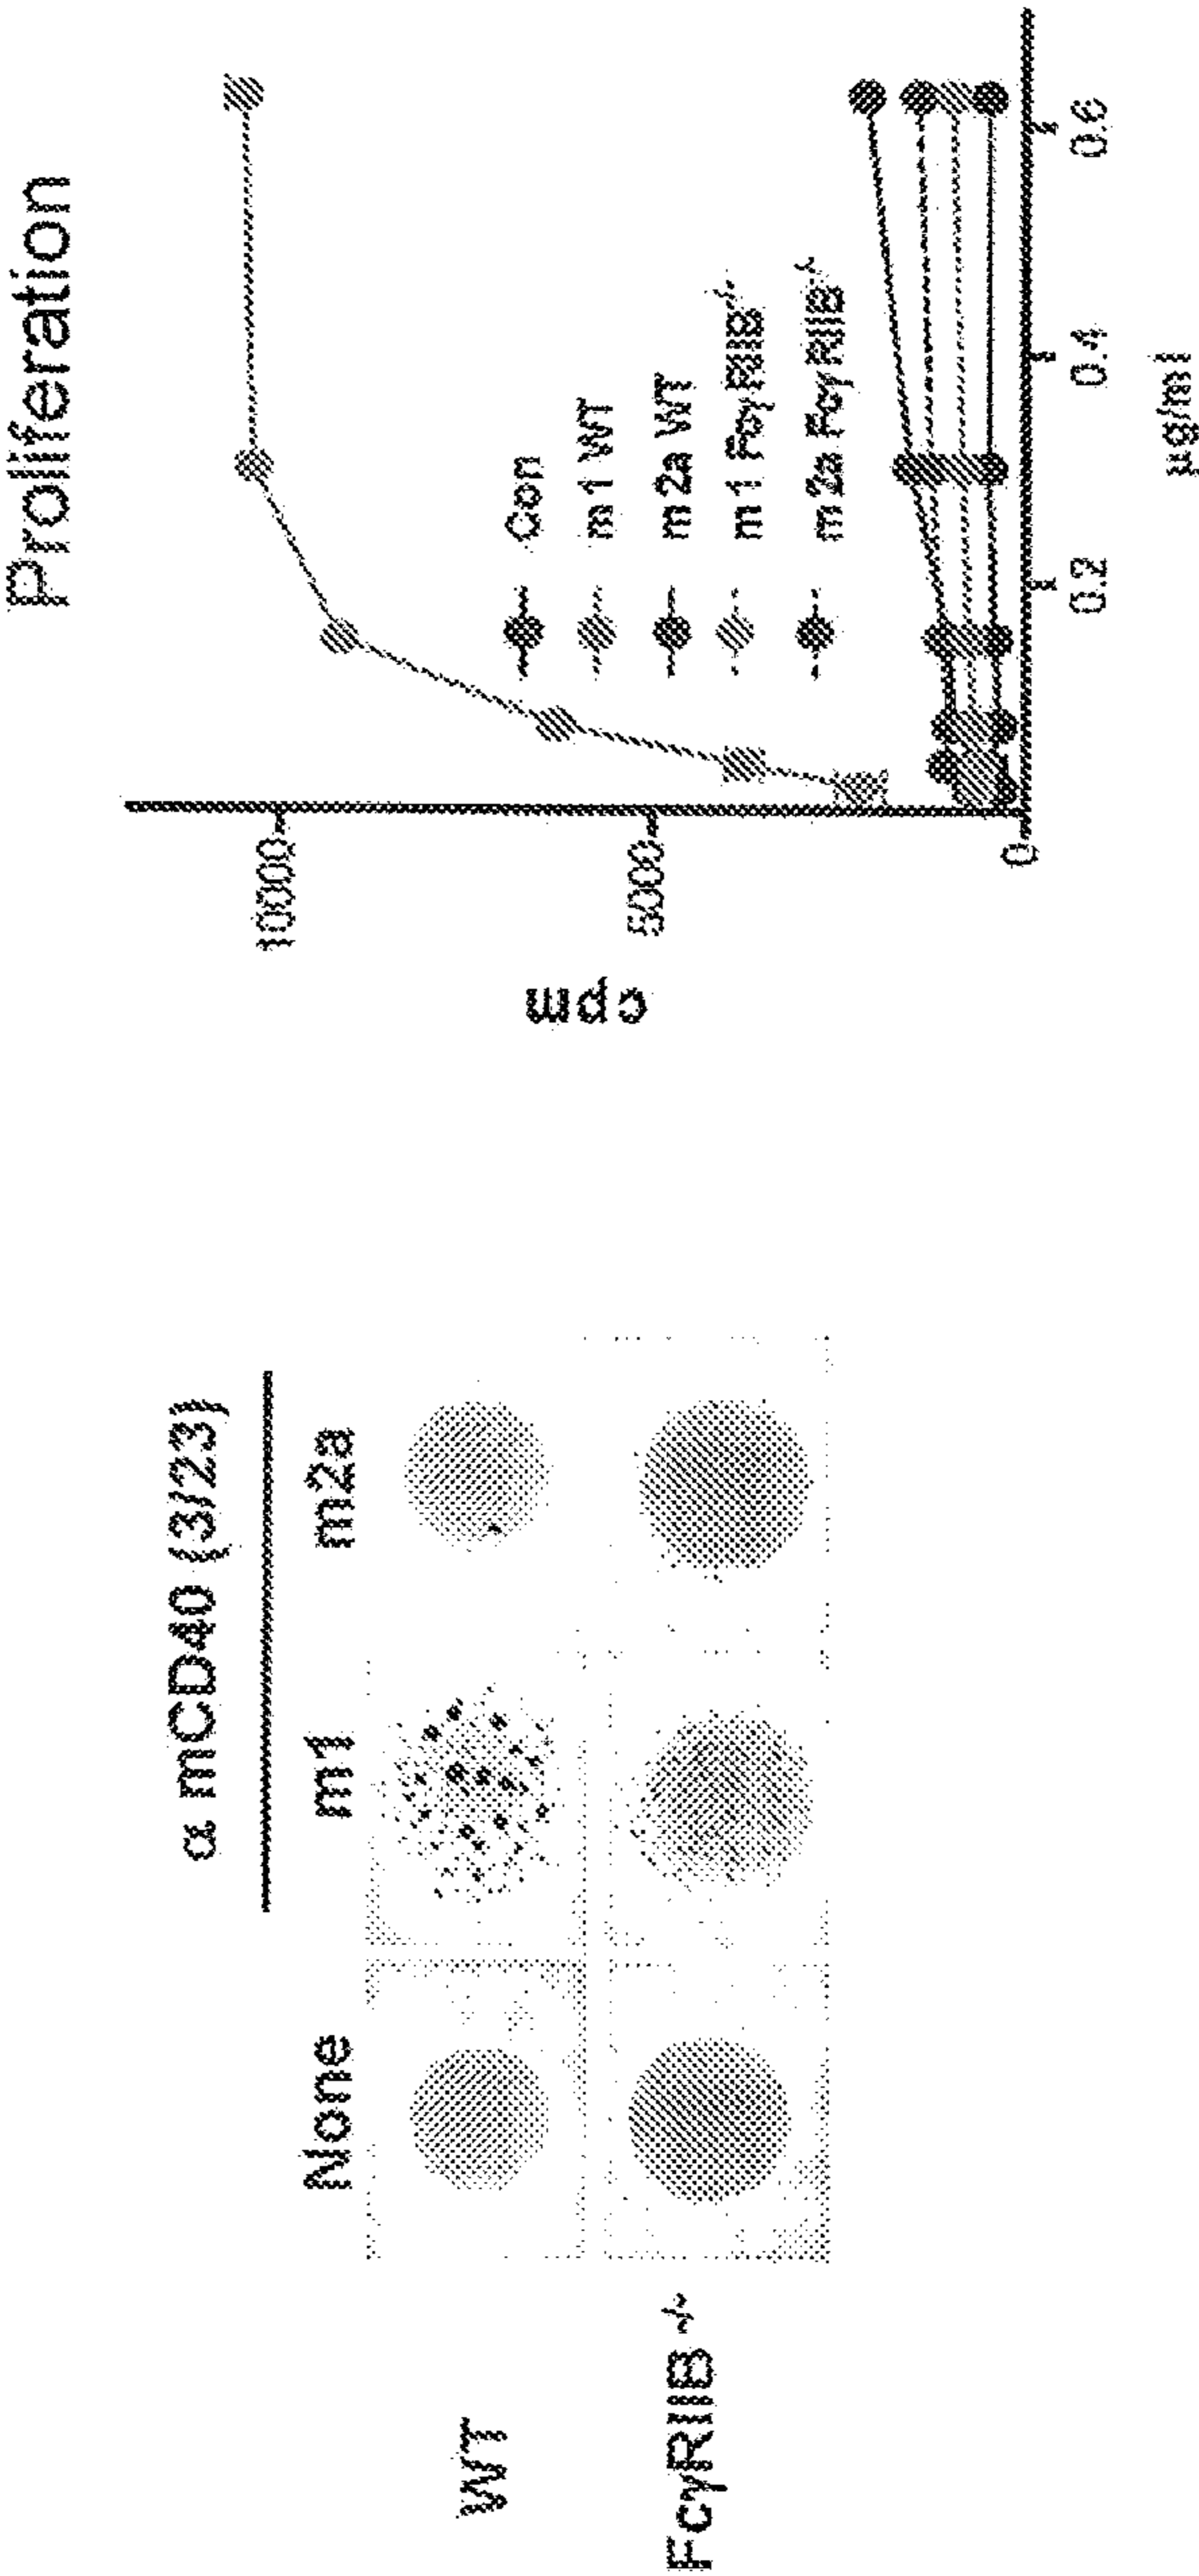 α mCD40 (3/23)
None
m1
m2a
WT
FcγRIIB -/-
Proliferation
cpm
10000
5000
0
0.2
0.4
0.6
µg/ml
Con
m1 WT
m2a WT
m1 FcγRIIB-/-
m2a FcγRIIB-/-